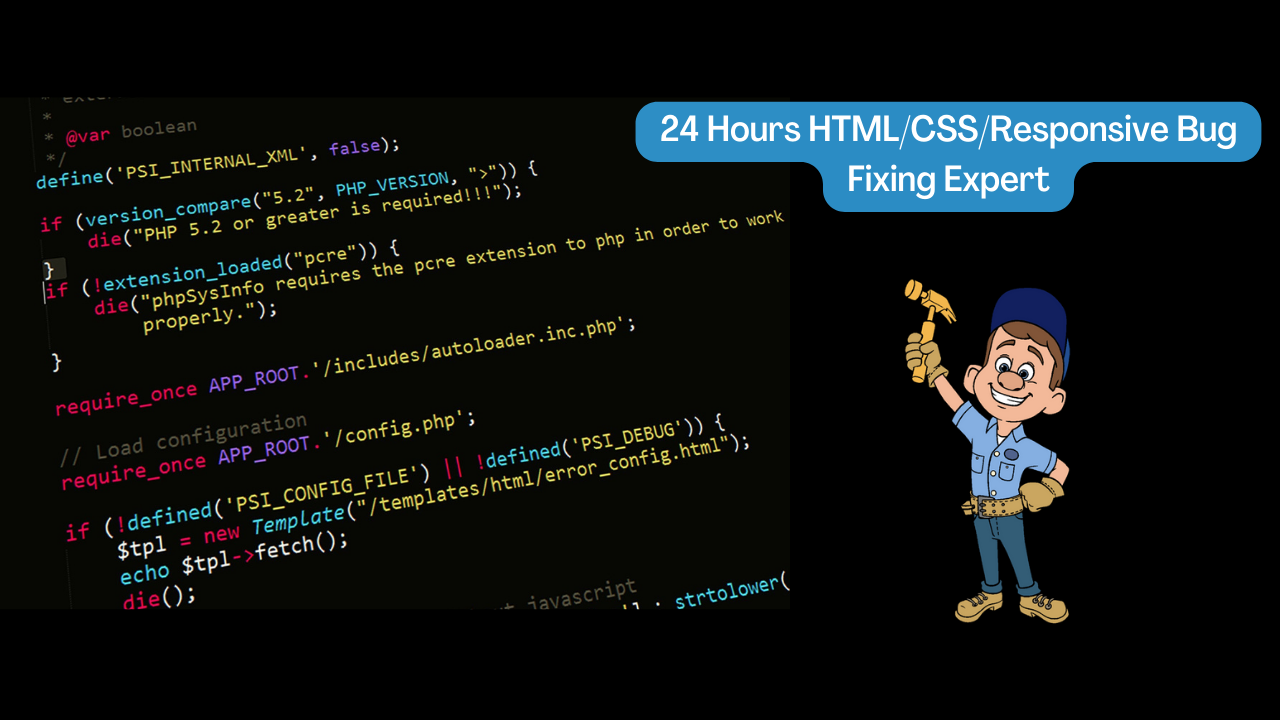 *
* @var boolean
*/
define('PSI_INTERNAL_XML', false);
if (version_compare("5.2", PHP_VERSION, ">")) {
die("PHP 5.2 or greater is required!!!");
}
if (!extension_loaded("pcre")) {
die("phpSysInfo requires the pcre extension to php in order to work
properly.");
}
require_once APP_ROOT.'/includes/autoloader.inc.php';
// Load configuration
require_once APP_ROOT.'/config.php';
if (!defined('PSI_CONFIG_FILE') || !defined('PSI_DEBUG')) {
$tpl = new Template("/templates/html/error_config.html");
echo $tpl->fetch();
die();
javascript
strtolower(
24 Hours HTML/CSS/Responsive Bug
Fixing Expert